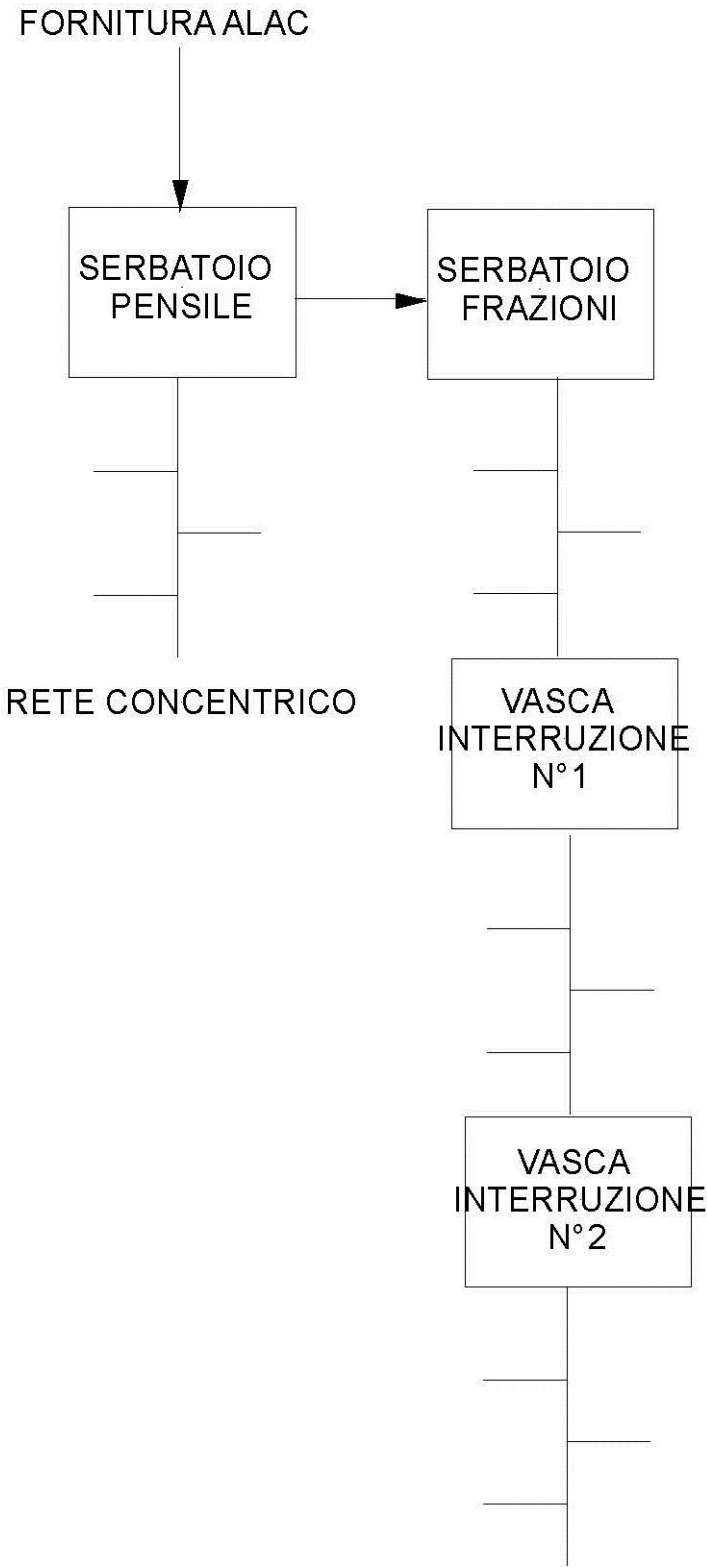 FORNITURA ALAC
SERBATOIO
PENSILE
SERBATOIO
FRAZIONI
RETE CONCENTRICO
VASCA
INTERRUZIONE
N°1
VASCA
INTERRUZIONE
N°2